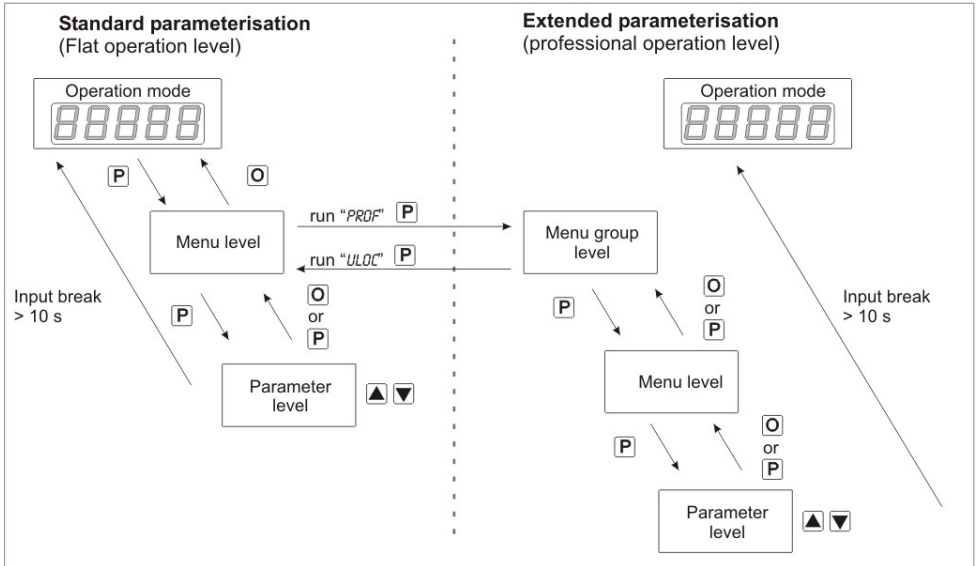 Standard parameterisation
(Flat operation level)
Operation mode
88888
P
O
Menu level
run “PROF” P
run “ULOC” P
Input break
> 10 s
P
O
or
P
Parameter
level
▲ ▼
Extended parameterisation
(professional operation level)
Operation mode
88888
Menu group
level
P
O
or
P
Input break
> 10 s
Menu level
P
O
or
P
Parameter
level
▲ ▼